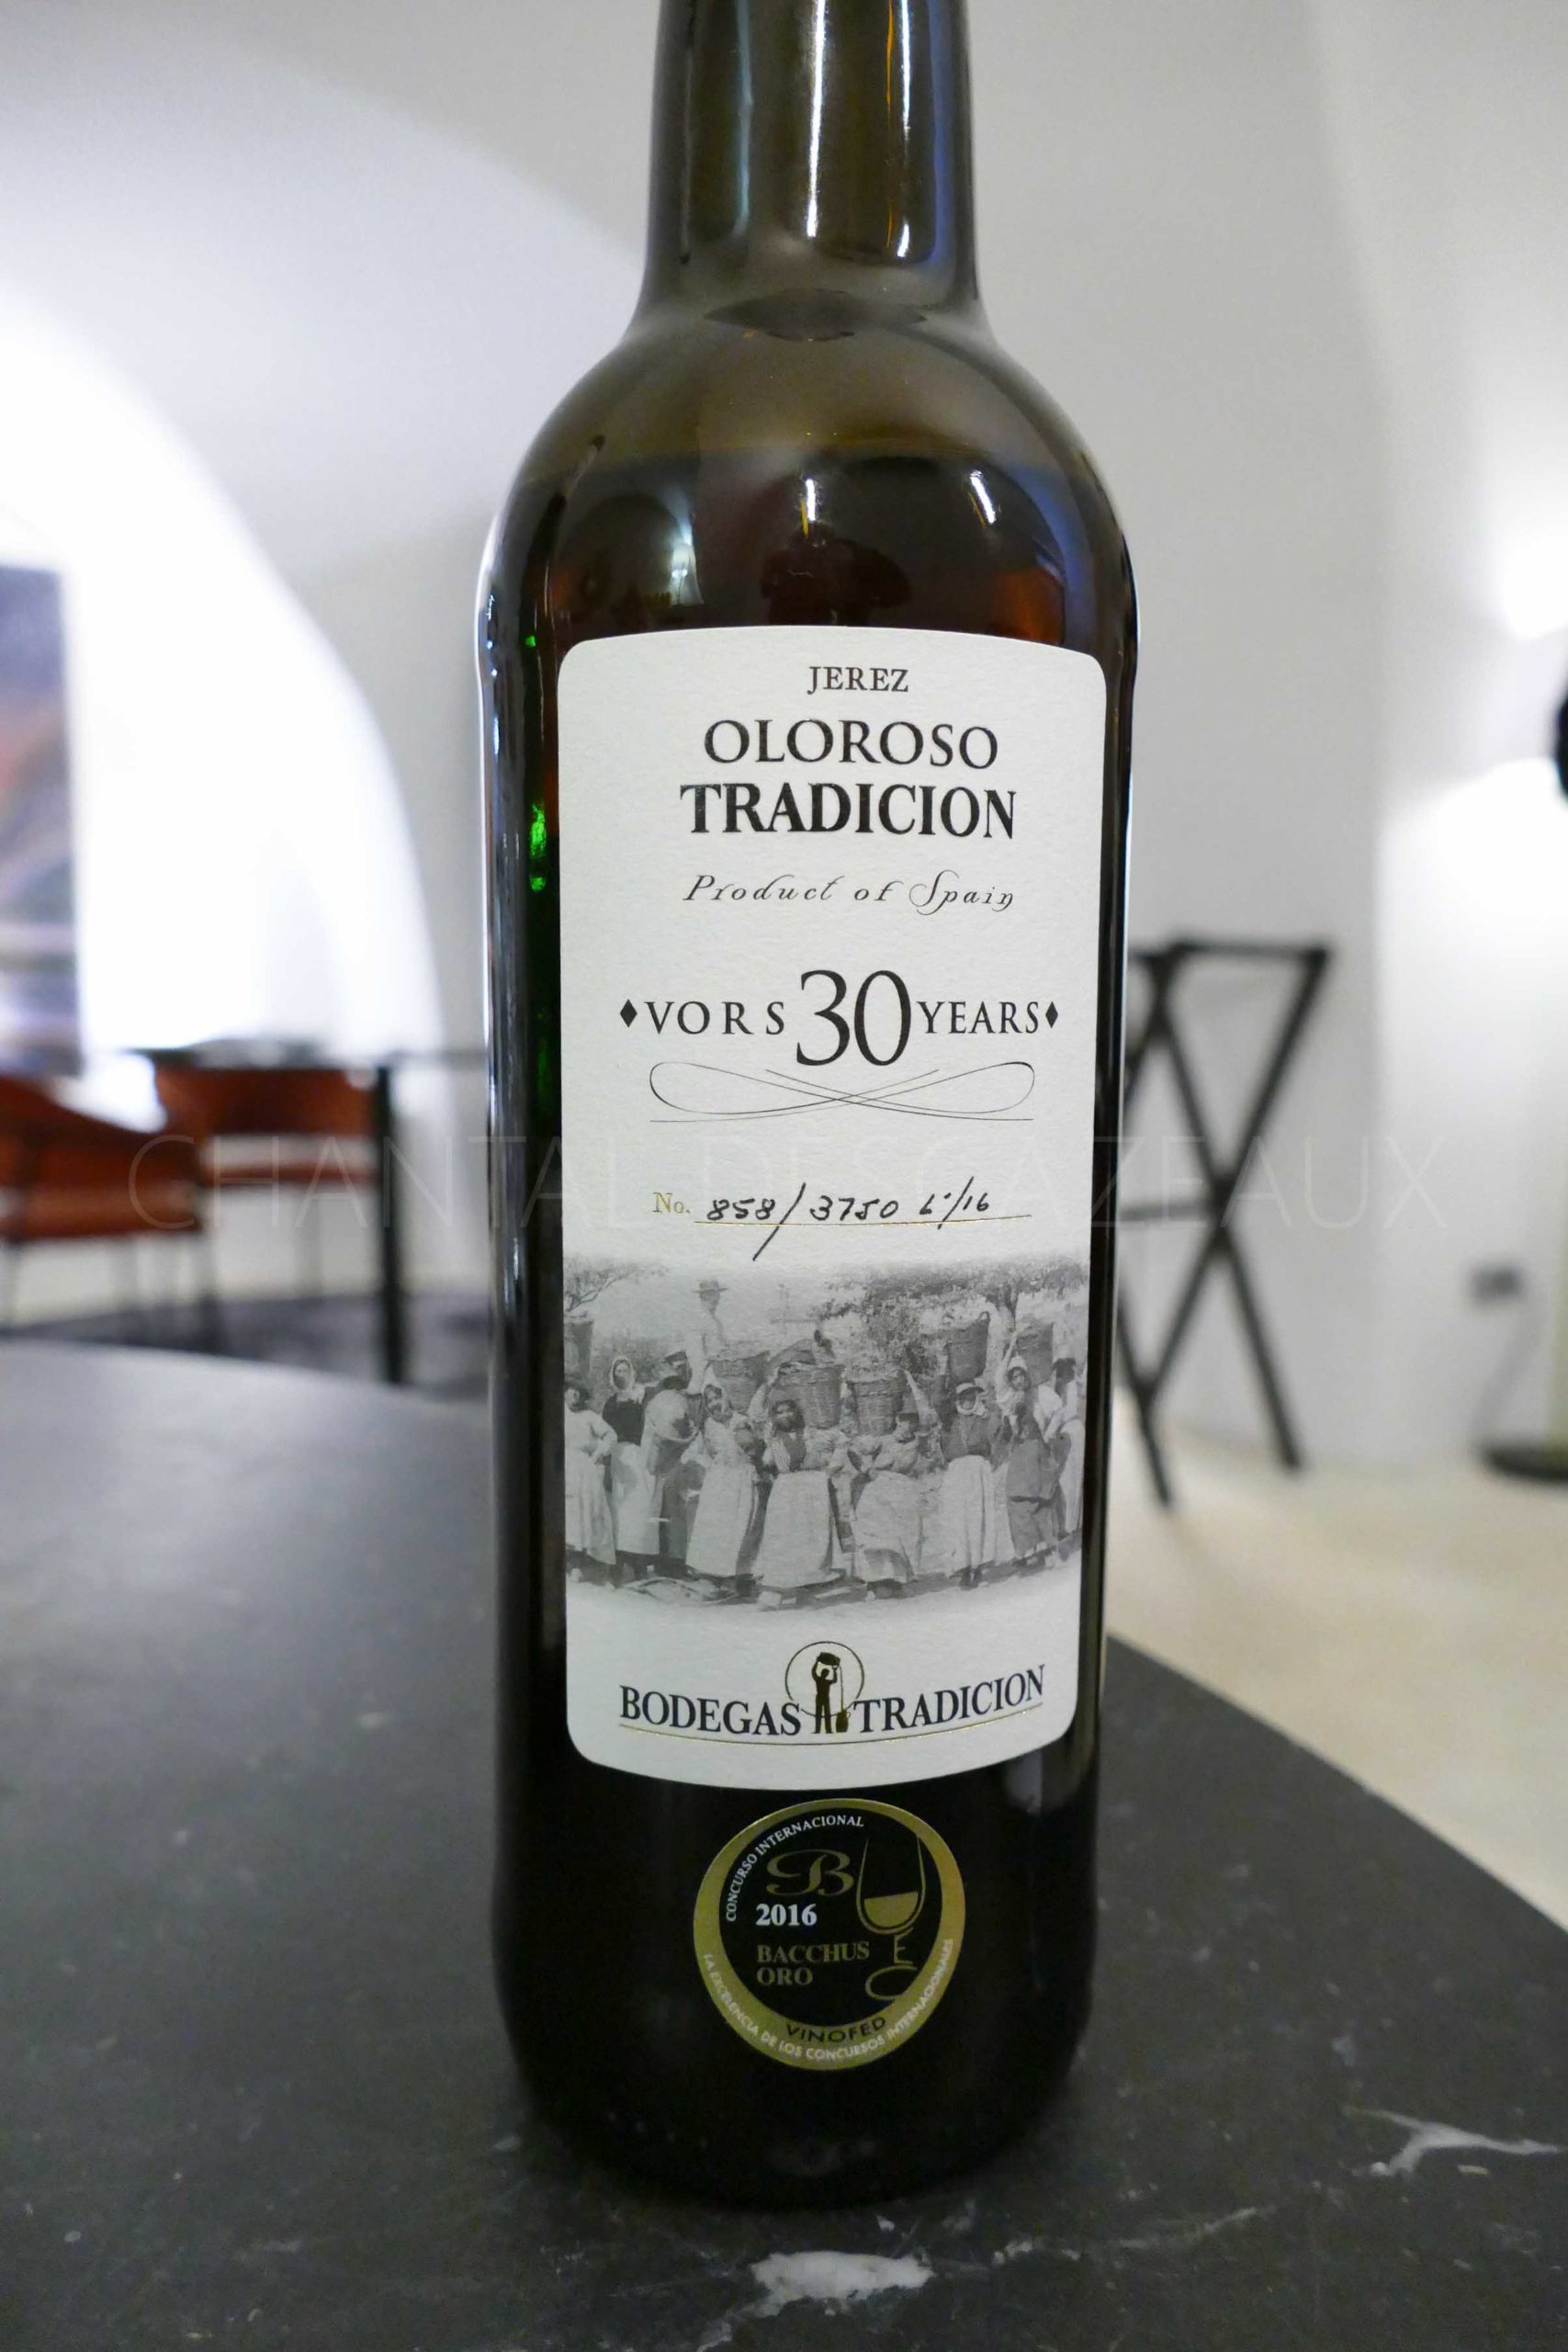 JEREZ
OLOROSO
TRADICION
Product of Spain
♦VORS 30 YEARS♦
CHANTAL DESCAZEAUX
No. 858/3750 L·/16
BODEGAS TRADICION
CONCURSO INTERNACIONAL
B
2016
BACCHUS
ORO
UEC
VINOFED
LA EXCELENCIA DE LOS CONCURSOS INTERNACIONALES